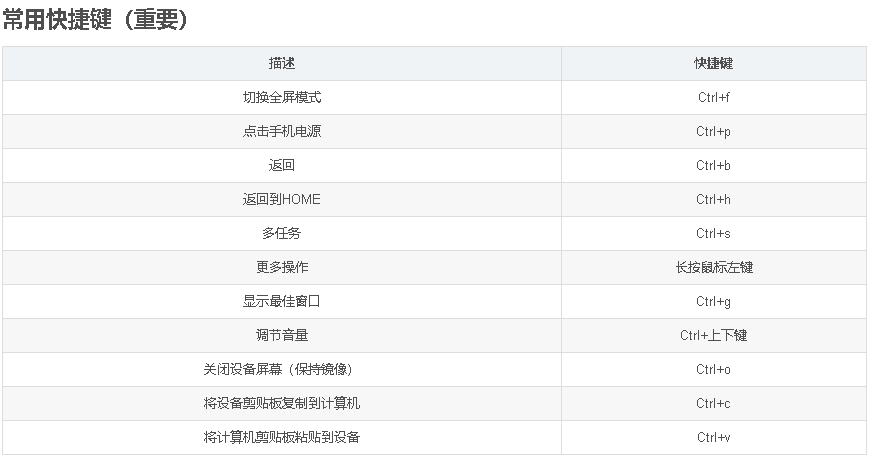 常用快捷键（重要）
描述 快捷键
切换全屏模式 Ctrl+f
点击手机电源 Ctrl+p
返回 Ctrl+b
返回到HOME Ctrl+h
多任务 Ctrl+s
更多操作 长按鼠标左键
显示最佳窗口 Ctrl+g
调节音量 Ctrl+上下键
关闭设备屏幕（保持镜像） Ctrl+o
将设备剪贴板复制到计算机 Ctrl+c
将计算机剪贴板粘贴到设备 Ctrl+v